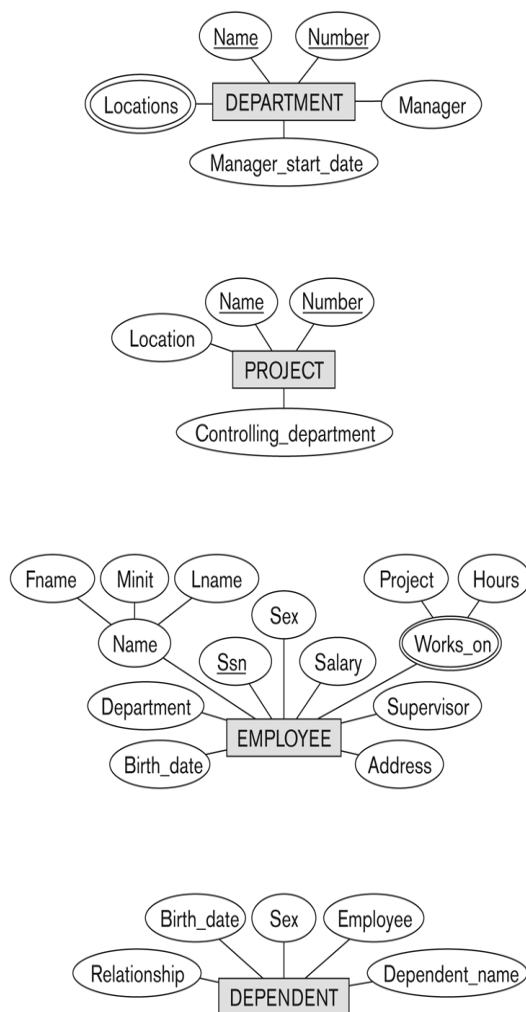 Name
Number
Locations
DEPARTMENT
Manager
Manager_start_date
Name
Number
Location
PROJECT
Controlling_department
Fname
Minit
Lname
Project
Hours
Sex
Name
Works_on
Ssn
Salary
Department
Supervisor
EMPLOYEE
Birth_date
Address
Birth_date
Sex
Employee
Relationship
Dependent_name
DEPENDENT